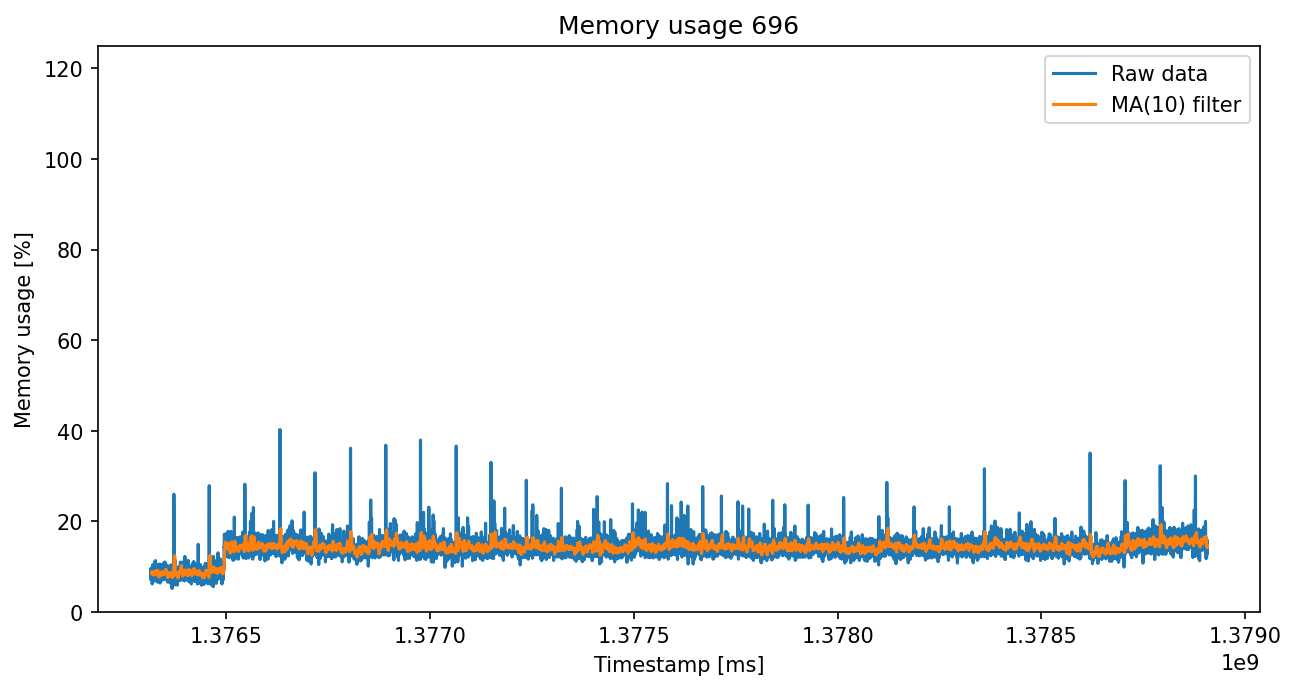 Memory usage 696
Raw data
MA(10) filter
120
100
80
60
40
20
0
Memory usage [%]
1.3765 1.3770 1.3775 1.3780 1.3785 1.3790
1e9
Timestamp [ms]